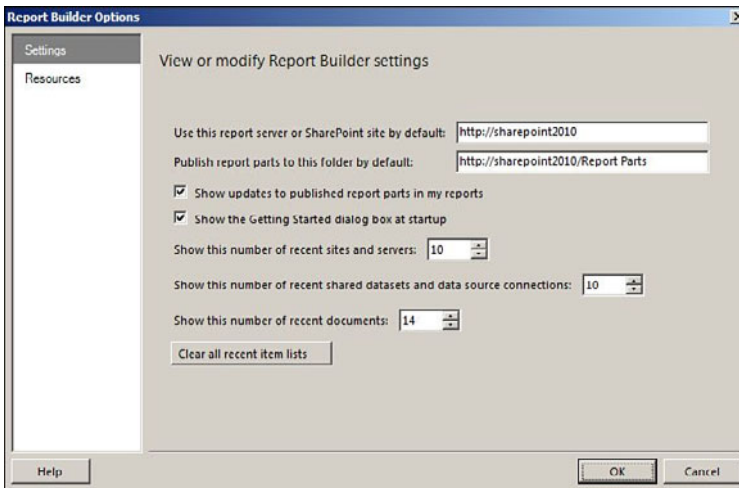 Report Builder Options
Settings
Resources
View or modify Report Builder settings
Use this report server or SharePoint site by default: http://sharepoint2010
Publish report parts to this folder by default: http://sharepoint2010/Report Parts
Show updates to published report parts in my reports
Show the Getting Started dialog box at startup
Show this number of recent sites and servers: 10
Show this number of recent shared datasets and data source connections: 10
Show this number of recent documents: 14
Clear all recent item lists
Help OK Cancel